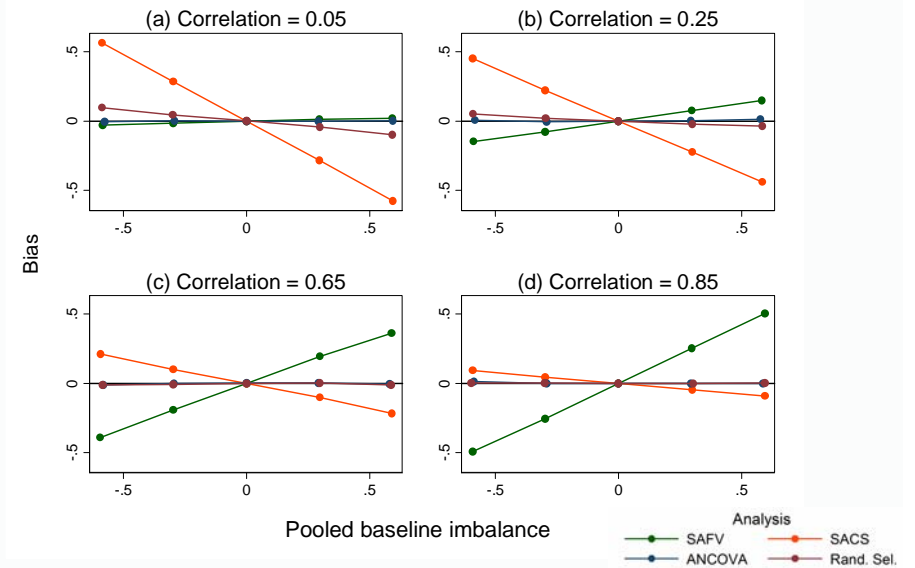 (a) Correlation = 0.05
(b) Correlation = 0.25
.5
0
-.5
-.5
0
.5
.5
0
-.5
-.5
0
.5
(c) Correlation = 0.65
(d) Correlation = 0.85
.5
0
-.5
-.5
0
.5
.5
0
-.5
-.5
0
.5
Bias
Pooled baseline imbalance
Analysis
SAFV
SACS
ANCOVA
Rand. Sel.